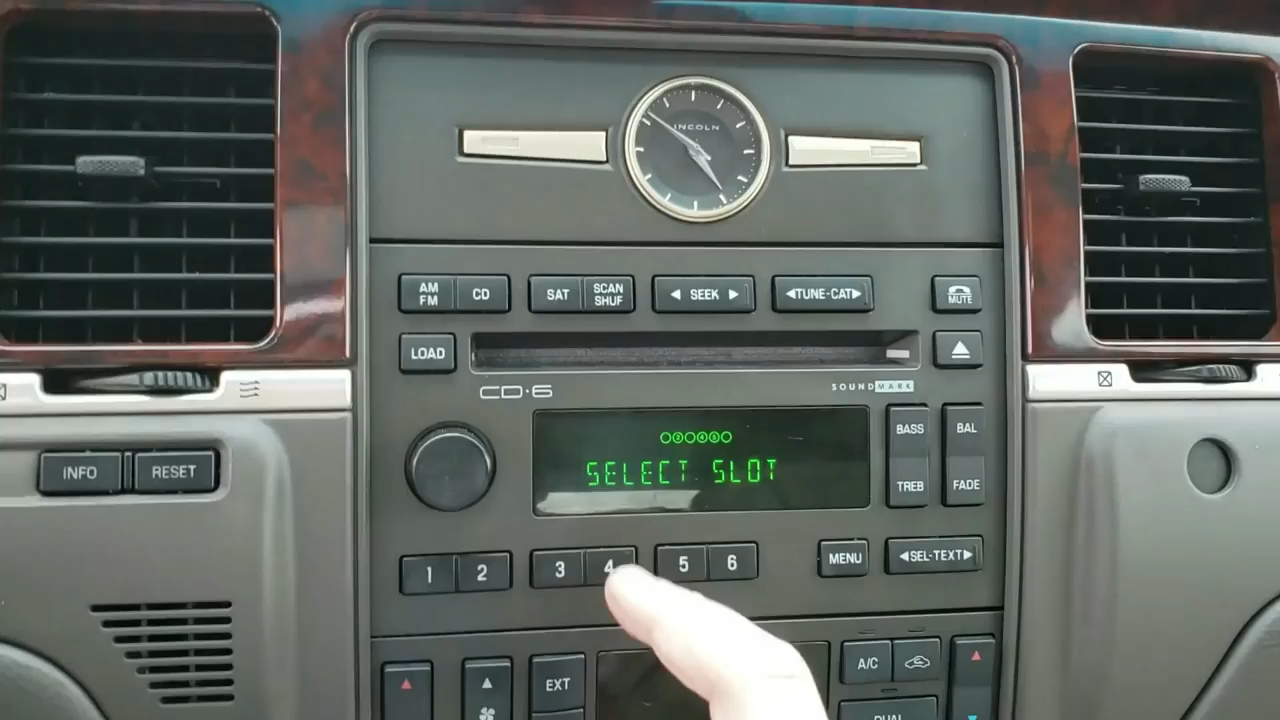 LINCOLN
AM
FM
CD
SAT
SCAN
SHUF
SEEK
TUNE-CAT
MUTE
LOAD
CD·6
SOUNDMARK
SELECT SLOT
BASS
TREB
BAL
FADE
INFO
RESET
1
2
3
4
5
6
MENU
SEL-TEXT
EXT
A/C
DUAL